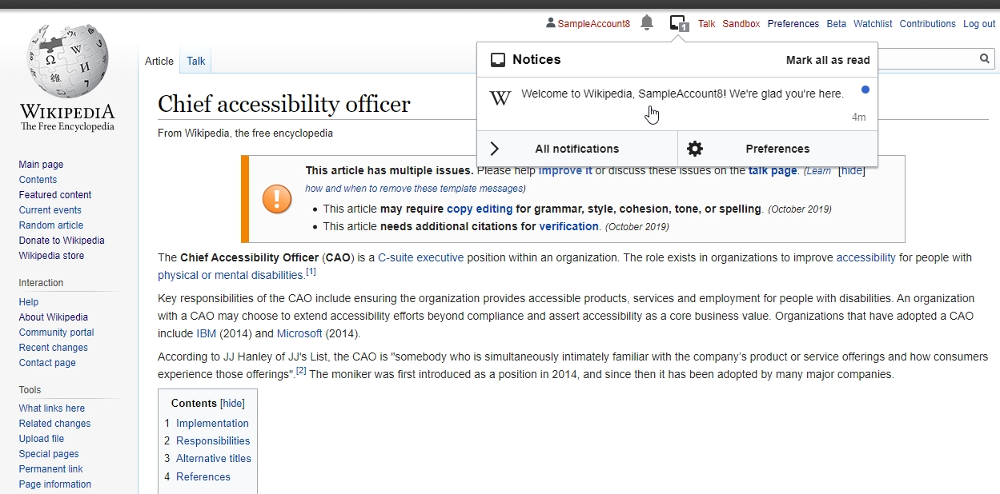 SampleAccount8 1 Talk Sandbox Preferences Beta Watchlist Contributions Log out
Notices Mark all as read
Welcome to Wikipedia, SampleAccount8! We're glad you're here.
4m
All notifications Preferences
WIKIPEDIA
The Free Encyclopedia
Main page
Contents
Featured content
Current events
Random article
Donate to Wikipedia
Wikipedia store
Interaction
Help
About Wikipedia
Community portal
Recent changes
Contact page
Tools
What links here
Related changes
Upload file
Special pages
Permanent link
Page information
Article Talk
Chief accessibility officer
From Wikipedia, the free encyclopedia
This article has multiple issues. Please help improve it or discuss these issues on the talk page. (Learn [hide]
how and when to remove these template messages)
• This article may require copy editing for grammar, style, cohesion, tone, or spelling. (October 2019)
• This article needs additional citations for verification. (October 2019)
The Chief Accessibility Officer (CAO) is a C-suite executive position within an organization. The role exists in organizations to improve accessibility for people with
physical or mental disabilities.[1]
Key responsibilities of the CAO include ensuring the organization provides accessible products, services and employment for people with disabilities. An organization
with a CAO may choose to extend accessibility efforts beyond compliance and assert accessibility as a core business value. Organizations that have adopted a CAO
include IBM (2014) and Microsoft (2014).
According to JJ Hanley of JJ's List, the CAO is "somebody who is simultaneously intimately familiar with the company's product or service offerings and how consumers
experience those offerings".[2] The moniker was first introduced as a position in 2014, and since then it has been adopted by many major companies.
Contents [hide]
1 Implementation
2 Responsibilities
3 Alternative titles
4 References